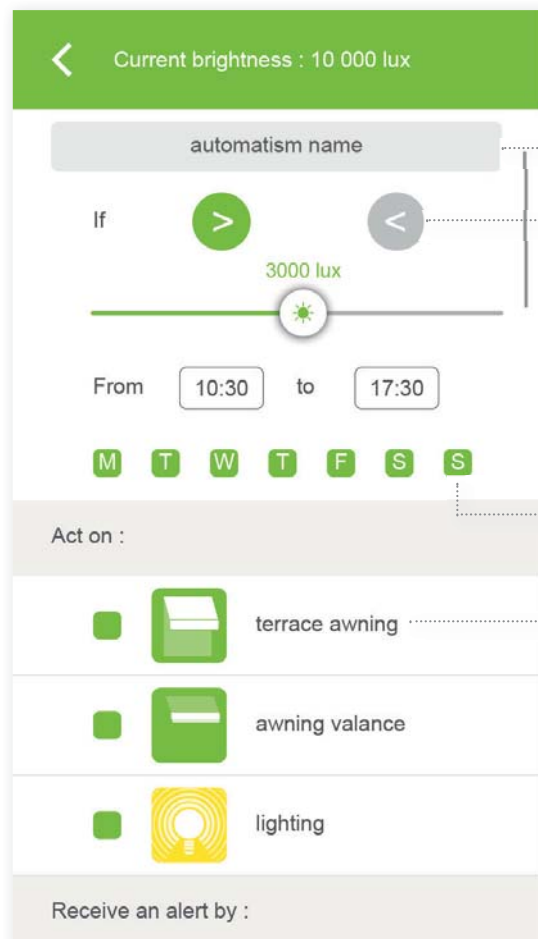 Current brightness : 10 000 lux
automatism name
If > <
3000 lux
From 10:30 to 17:30
M T W T F S S
Act on :
terrace awning
awning valance
lighting
Receive an alert by :